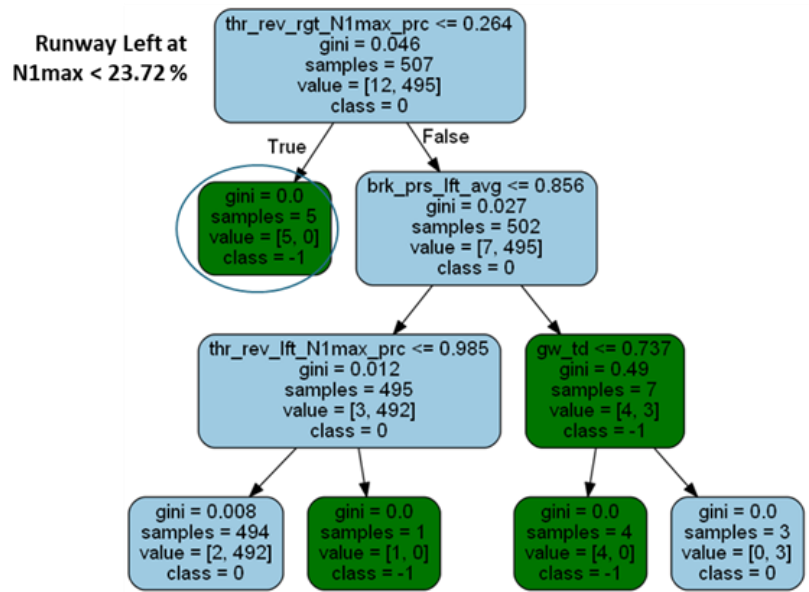 Runway Left at
N1max < 23.72 %
thr_rev_rgt_N1max_prc <= 0.264
gini = 0.046
samples = 507
value = [12, 495]
class = 0
True
False
gini = 0.0
samples = 5
value = [5, 0]
class = -1
brk_prs_lft_avg <= 0.856
gini = 0.027
samples = 502
value = [7, 495]
class = 0
thr_rev_lft_N1max_prc <= 0.985
gini = 0.012
samples = 495
value = [3, 492]
class = 0
gw_td <= 0.737
gini = 0.49
samples = 7
value = [4, 3]
class = -1
gini = 0.008
samples = 494
value = [2, 492]
class = 0
gini = 0.0
samples = 1
value = [1, 0]
class = -1
gini = 0.0
samples = 4
value = [4, 0]
class = -1
gini = 0.0
samples = 3
value = [0, 3]
class = 0